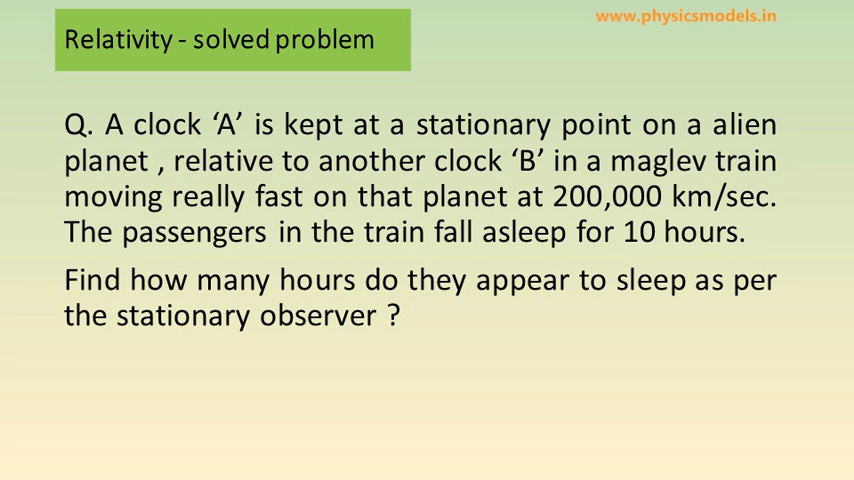 www.physicsmodels.in
Relativity - solved problem
Q. A clock ‘A’ is kept at a stationary point on a alien
planet , relative to another clock ‘B’ in a maglev train
moving really fast on that planet at 200,000 km/sec.
The passengers in the train fall asleep for 10 hours.
Find how many hours do they appear to sleep as per
the stationary observer ?